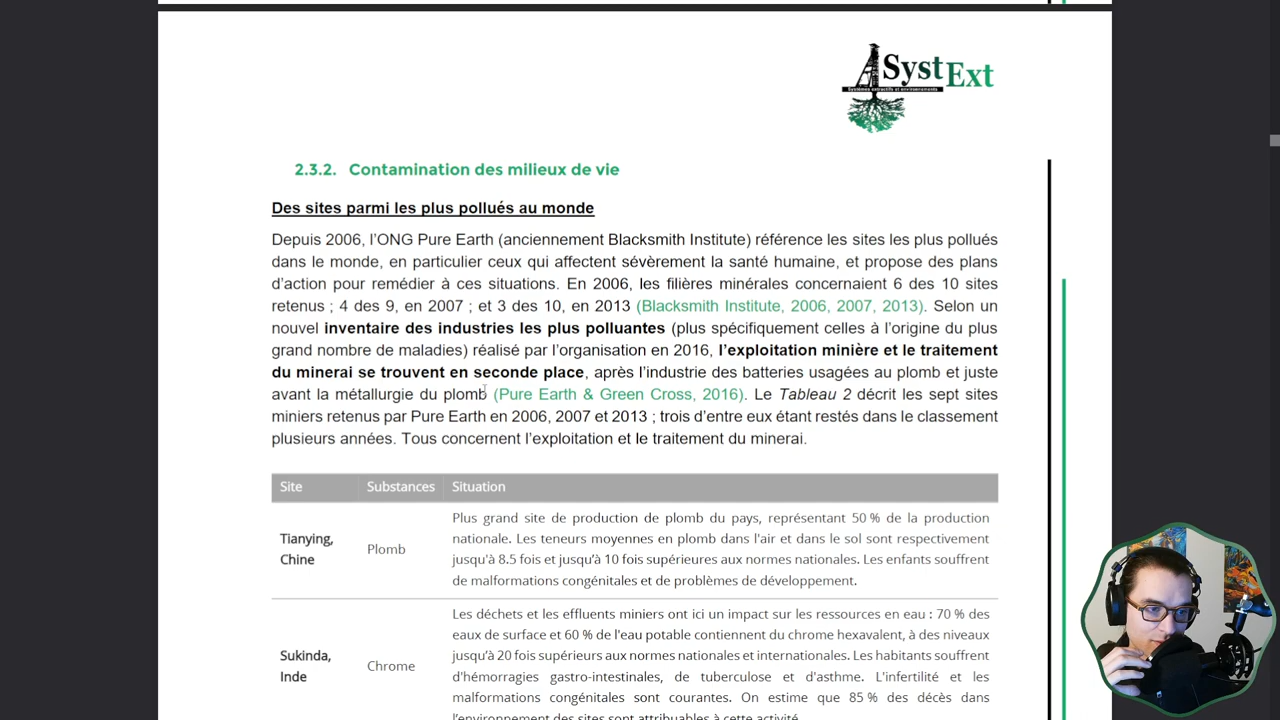 SystExt
Systèmes extractifs et environnements
2.3.2. Contamination des milieux de vie
Des sites parmi les plus pollués au monde
Depuis 2006, l'ONG Pure Earth (anciennement Blacksmith Institute) référence les sites les plus pollués
dans le monde, en particulier ceux qui affectent sévèrement la santé humaine, et propose des plans
d'action pour remédier à ces situations. En 2006, les filières minérales concernaient 6 des 10 sites
retenus ; 4 des 9, en 2007 ; et 3 des 10, en 2013 (Blacksmith Institute, 2006, 2007, 2013). Selon un
nouvel inventaire des industries les plus polluantes (plus spécifiquement celles à l'origine du plus
grand nombre de maladies) réalisé par l'organisation en 2016, l'exploitation minière et le traitement
du minerai se trouvent en seconde place, après l'industrie des batteries usagées au plomb et juste
avant la métallurgie du plomb (Pure Earth & Green Cross, 2016). Le Tableau 2 décrit les sept sites
miniers retenus par Pure Earth en 2006, 2007 et 2013 ; trois d'entre eux étant restés dans le classement
plusieurs années. Tous concernent l'exploitation et le traitement du minerai.
Site Substances Situation
Tianying,
Chine
Plomb
Plus grand site de production de plomb du pays, représentant 50 % de la production
nationale. Les teneurs moyennes en plomb dans l'air et dans le sol sont respectivement
jusqu'à 8.5 fois et jusqu'à 10 fois supérieures aux normes nationales. Les enfants souffrent
de malformations congénitales et de problèmes de développement.
Sukinda,
Inde
Chrome
Les déchets et les effluents miniers ont ici un impact sur les ressources en eau : 70 % des
eaux de surface et 60 % de l'eau potable contiennent du chrome hexavalent, à des niveaux
jusqu'à 20 fois supérieurs aux normes nationales et internationales. Les habitants souffrent
d'hémorragies gastro-intestinales, de tuberculose et d'asthme. L'infertilité et les
malformations congénitales sont courantes. On estime que 85 % des décès dans
l'environnement des sites sont attribuables à cette activité.